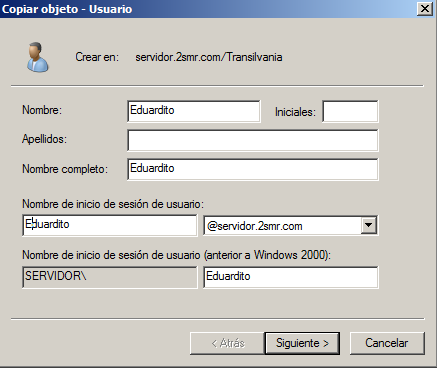 Copiar objeto - Usuario
Crear en: servidor.2smr.com/Transilvania
Nombre: Eduardito Iniciales:
Apellidos:
Nombre completo: Eduardito
Nombre de inicio de sesión de usuario:
Eduardito @servidor.2smr.com
Nombre de inicio de sesión de usuario (anterior a Windows 2000):
SERVIDOR\ Eduardito
< Atrás Siguiente > Cancelar